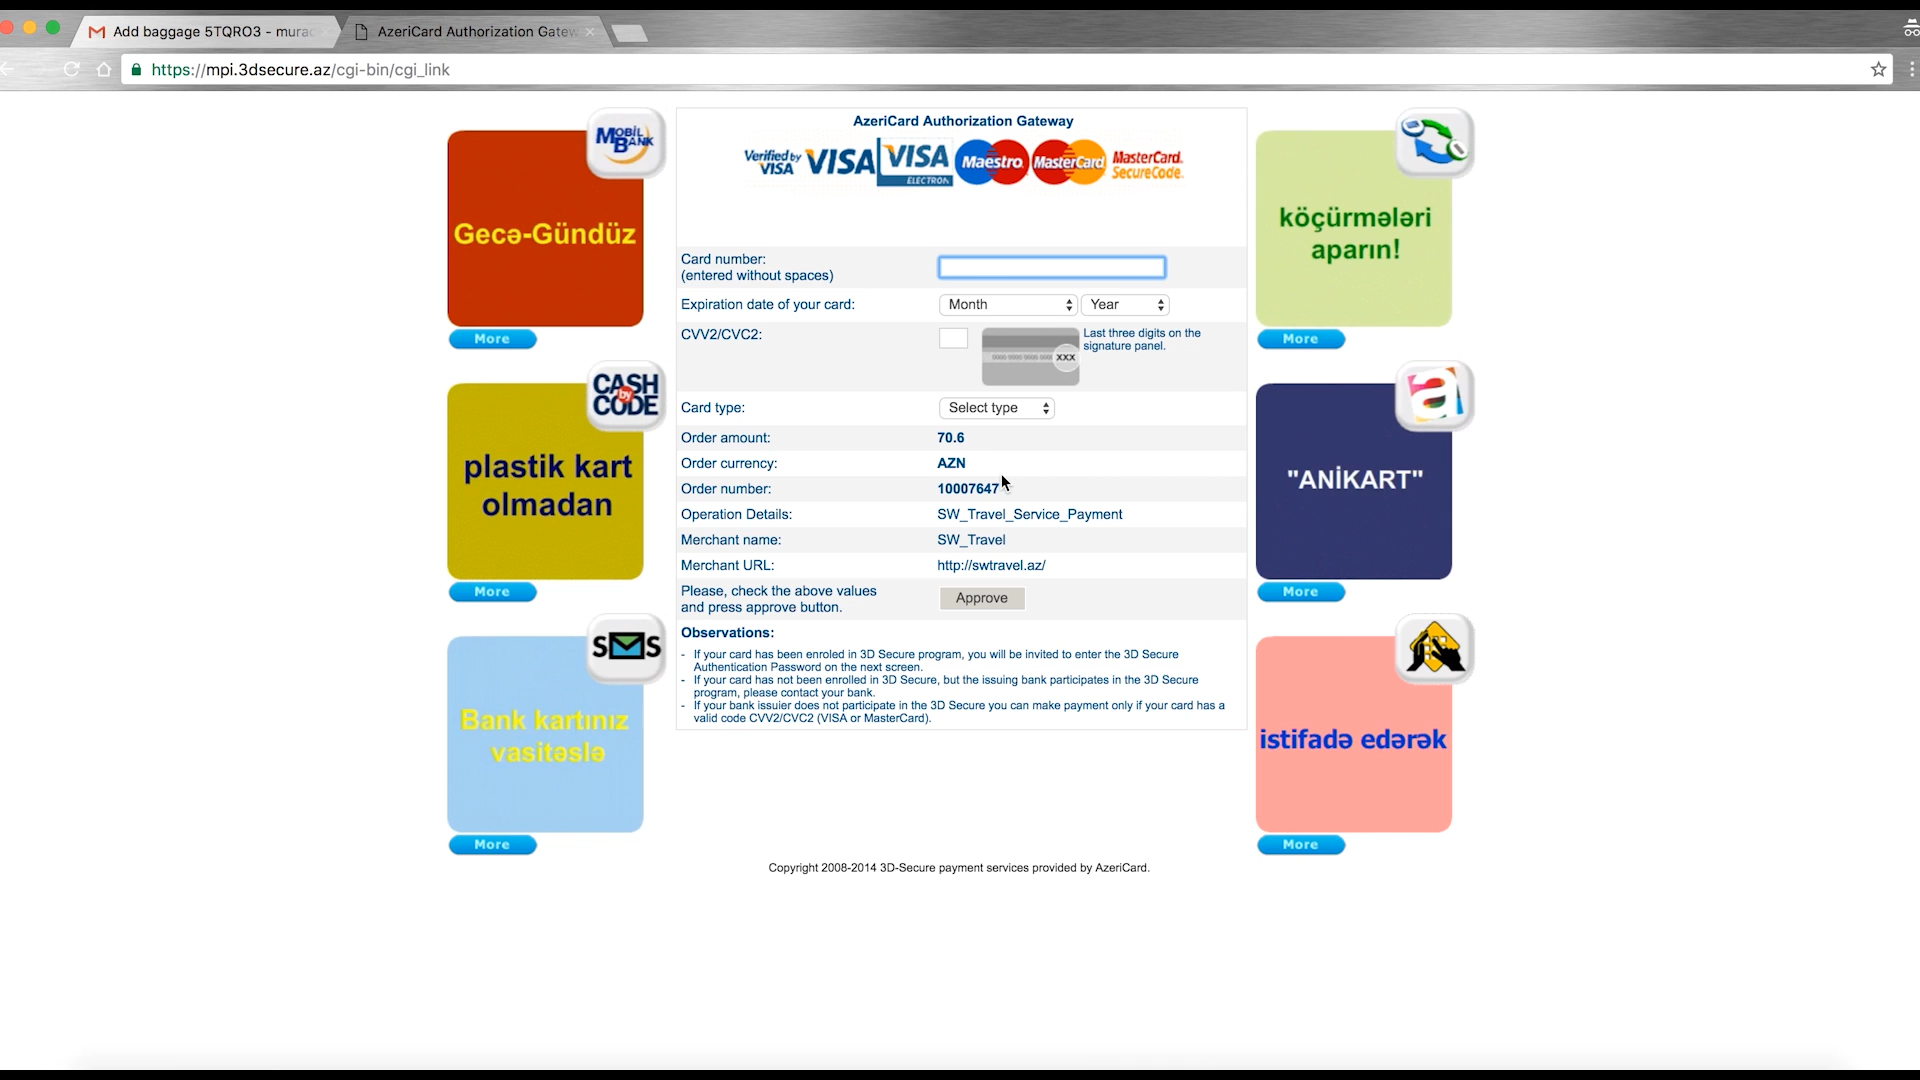 Add baggage 5TQRO3 - murad
AzeriCard Authorization Gatew
https://mpi.3dsecure.az/cgi-bin/cgi_link
MOBİL BANK
Gecə-Gündüz
More
CASH by CODE
plastik kart
olmadan
More
SMS
Bank kartınız
vasitəslə
More
AzeriCard Authorization Gateway
Verified by VISA VISA VISA ELECTRON Maestro MasterCard MasterCard. SecureCode.
Card number:
(entered without spaces)
Expiration date of your card: Month Year
CVV2/CVC2: 0000 0000 0000 0000 XXX Last three digits on the
signature panel.
Card type: Select type
Order amount: 70.6
Order currency: AZN
Order number: 10007647
Operation Details: SW_Travel_Service_Payment
Merchant name: SW_Travel
Merchant URL: http://swtravel.az/
Please, check the above values
and press approve button. Approve
Observations:
- If your card has been enroled in 3D Secure program, you will be invited to enter the 3D Secure
Authentication Password on the next screen.
- If your card has not been enrolled in 3D Secure, but the issuing bank participates in the 3D Secure
program, please contact your bank.
- If your bank issuier does not participate in the 3D Secure you can make payment only if your card has a
valid code CVV2/CVC2 (VISA or MasterCard).
köçürmələri
aparın!
More
a
"ANİKART"
More
istifadə edərək
More
Copyright 2008-2014 3D-Secure payment services provided by AzeriCard.